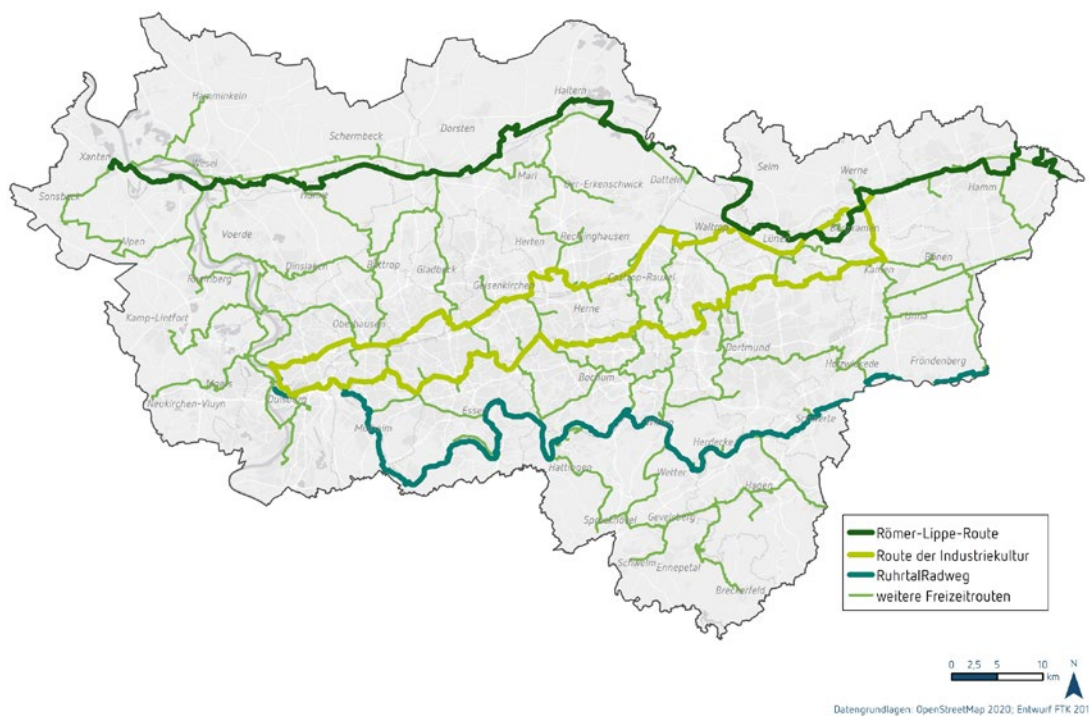 Hamminkeln
Haltern
Schermbeck
Dorsten
Xanten
Wesel
Selm
Werne
Marl
Oer-Erkenschwick
Datteln
Hamm
Sonsbeck
Hünxe
Voerde
Waltrop
Lünen
Bergkamen
Alpen
Herten
Recklinghausen
Dinslaken
Bottrop
Gladbeck
Bönen
Rheinberg
Castrop-Rauxel
Kamen
Gelsenkirchen
Kamp-Lintfort
Herne
Unna
Oberhausen
Dortmund
Holzwickede
Fröndenberg
Moers
Bochum
Neukirchen-Vluyn
Duisburg
Essen
Mülheim
Witten
Schwerte
Herdecke
Hattingen
Wetter
Hagen
Sprockhövel
Gevelsberg
Schwelm
Ennepetal
Breckerfeld
Römer-Lippe-Route
Route der Industriekultur
RuhrtalRadweg
weitere Freizeitrouten
0 2,5 5 10
km
N
Datengrundlagen: OpenStreetMap 2020; Entwurf FTK 201